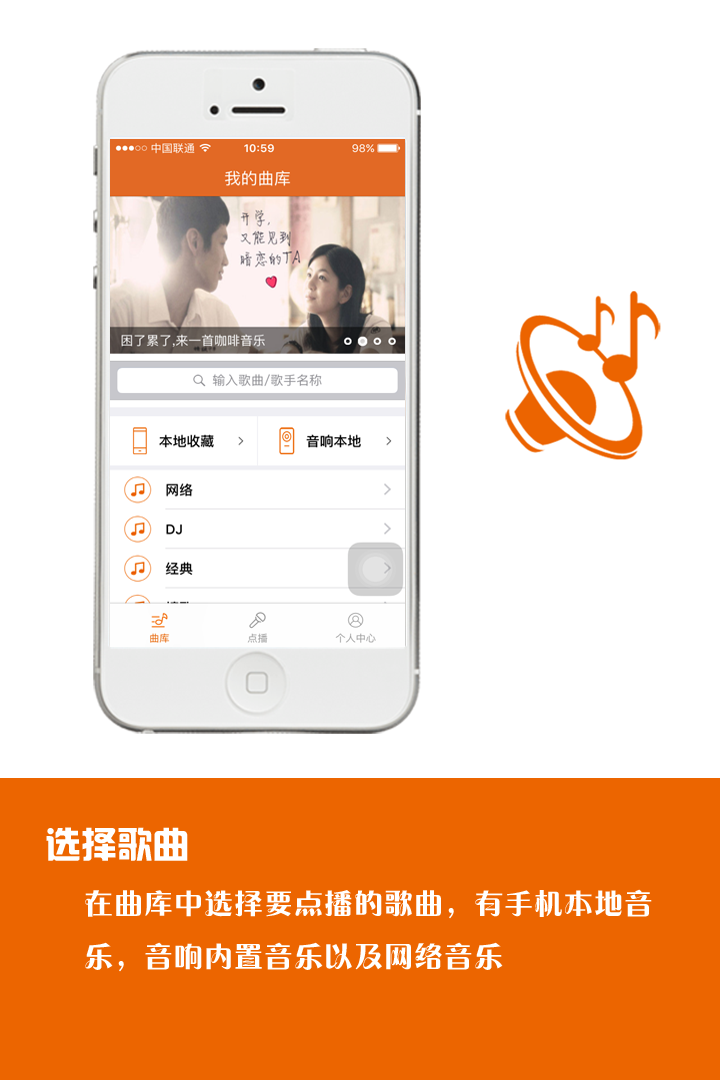 中国联通 10:59 98%
我的曲库
开学,
又能见到
暗恋的TA
困了累了,来一首咖啡音乐
输入歌曲/歌手名称
本地收藏 音响本地
网络
DJ
经典
曲库 点播 个人中心
选择歌曲
在曲库中选择要点播的歌曲，有手机本地音
乐，音响内置音乐以及网络音乐